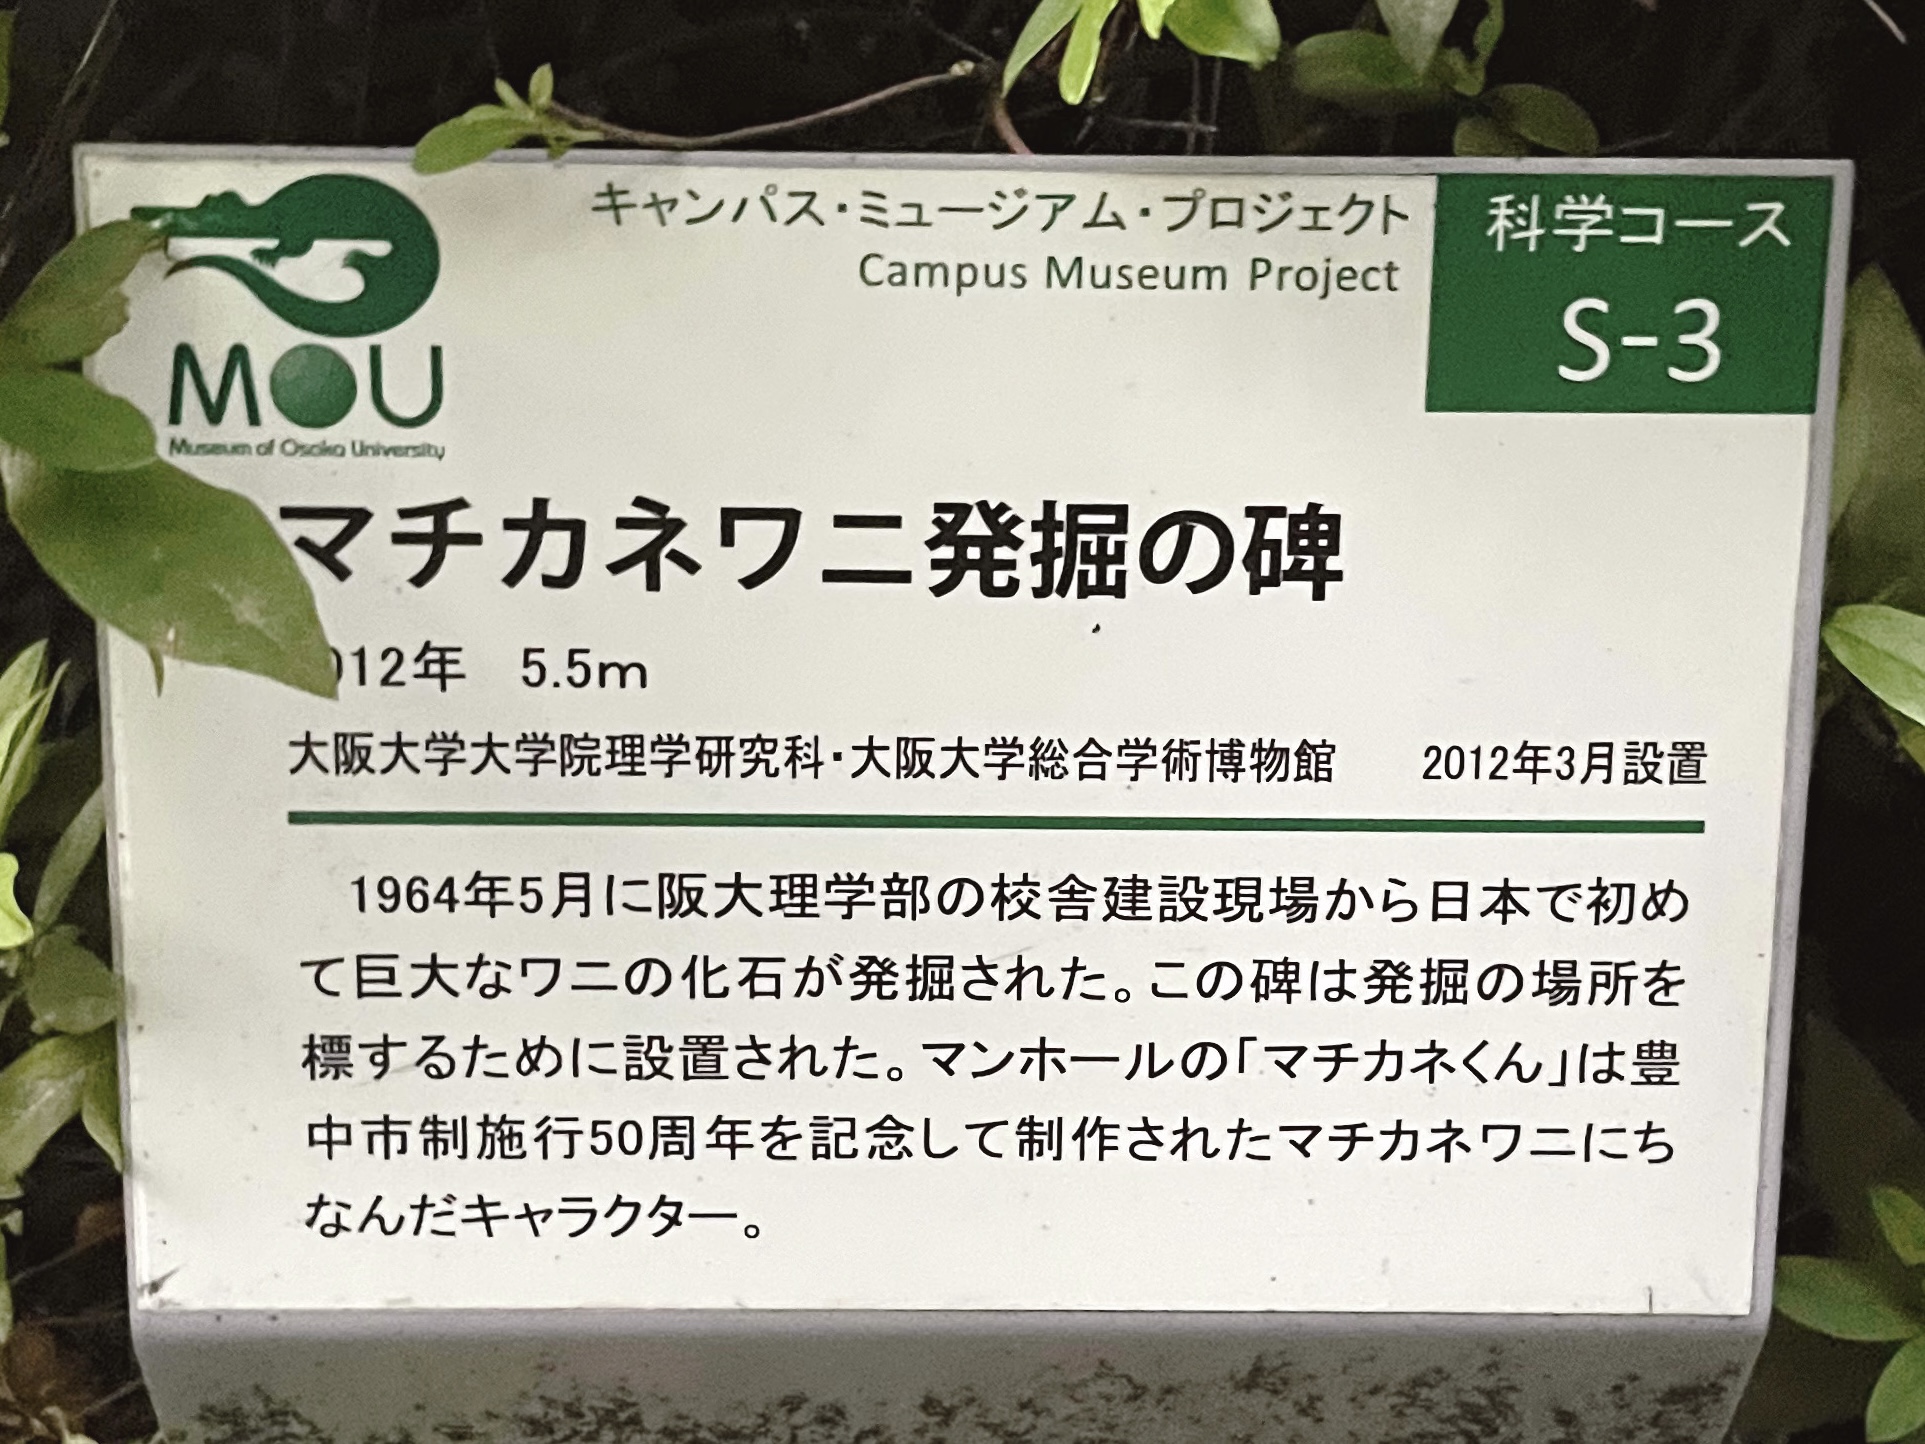 キャンパス・ミュージアム・プロジェクト
Campus Museum Project
科学コース
S-3
MOU
Museum of Osaka University
マチカネワニ発掘の碑
012年 5.5m
大阪大学大学院理学研究科・大阪大学総合学術博物館 2012年3月設置
1964年5月に阪大理学部の校舎建設現場から日本で初め
て巨大なワニの化石が発掘された。この碑は発掘の場所を
標するために設置された。マンホールの「マチカネくん」は豊
中市制施行50周年を記念して制作されたマチカネワニにち
なんだキャラクター。